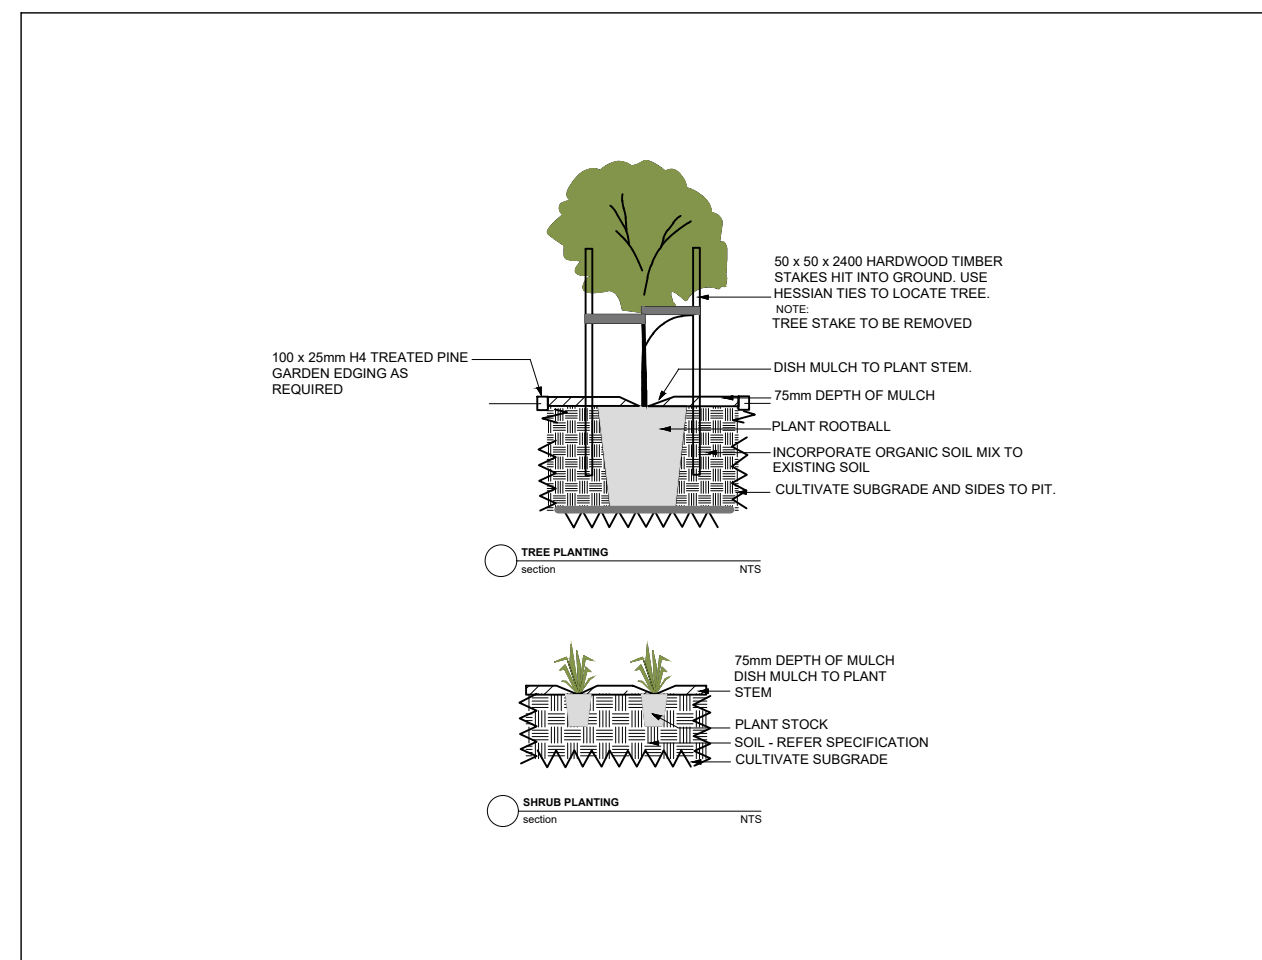 50 x 50 x 2400 HARDWOOD TIMBER
STAKES HIT INTO GROUND. USE
HESSIAN TIES TO LOCATE TREE.
NOTE:
TREE STAKE TO BE REMOVED
100 x 25mm H4 TREATED PINE
GARDEN EDGING AS
REQUIRED
DISH MULCH TO PLANT STEM.
75mm DEPTH OF MULCH
PLANT ROOTBALL
INCORPORATE ORGANIC SOIL MIX TO
EXISTING SOIL
CULTIVATE SUBGRADE AND SIDES TO PIT.
TREE PLANTING
section NTS
75mm DEPTH OF MULCH
DISH MULCH TO PLANT
STEM
PLANT STOCK
SOIL - REFER SPECIFICATION
CULTIVATE SUBGRADE
SHRUB PLANTING
section NTS